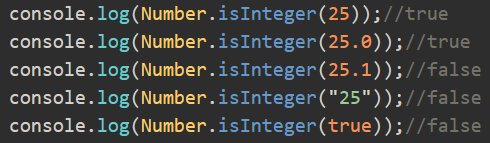 console.log(Number.isInteger(25));//true
console.log(Number.isInteger(25.0));//true
console.log(Number.isInteger(25.1));//false
console.log(Number.isInteger("25"));//false
console.log(Number.isInteger(true));//false